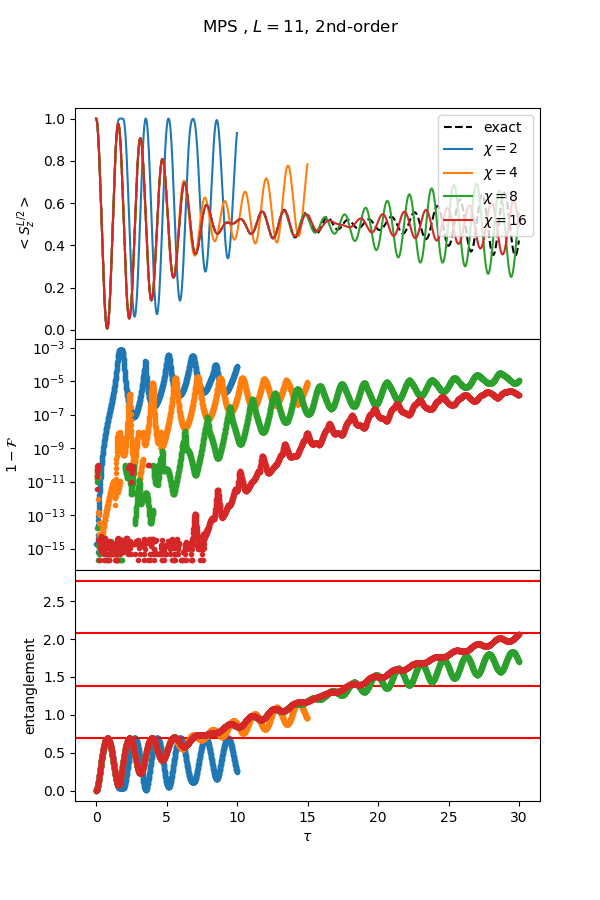 MPS , L = 11, 2nd-order
< S_z^{L/2} >
1.0
0.8
0.6
0.4
0.2
0.0
exact
χ = 2
χ = 4
χ = 8
χ = 16
1 − 𝓕
10⁻³
10⁻⁵
10⁻⁷
10⁻⁹
10⁻¹¹
10⁻¹³
10⁻¹⁵
entanglement
2.5
2.0
1.5
1.0
0.5
0.0
0 5 10 15 20 25 30
τ